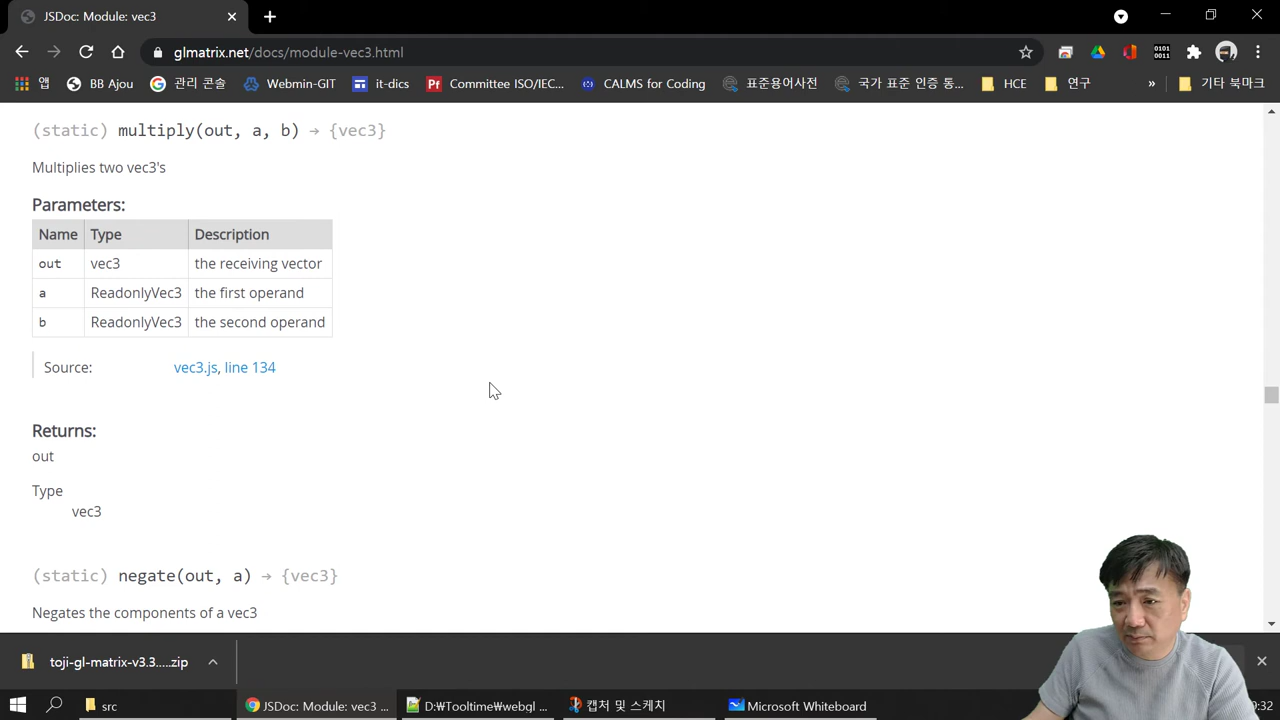 JSDoc: Module: vec3
glmatrix.net/docs/module-vec3.html
앱 BB Ajou 관리 콘솔 Webmin-GIT it-dics Committee ISO/IEC... CALMS for Coding 표준용어사전 국가 표준 인증 통... HCE 연구 » 기타 북마크
(static) multiply(out, a, b) → {vec3}
Multiplies two vec3's
Parameters:
Name Type Description
out vec3 the receiving vector
a ReadonlyVec3 the first operand
b ReadonlyVec3 the second operand
Source: vec3.js, line 134
Returns:
out
Type
vec3
(static) negate(out, a) → {vec3}
Negates the components of a vec3
toji-gl-matrix-v3.3.....zip
src JSDoc: Module: vec3 ... D:₩Tooltime₩webgl ... 캡처 및 스케치 Microsoft Whiteboard